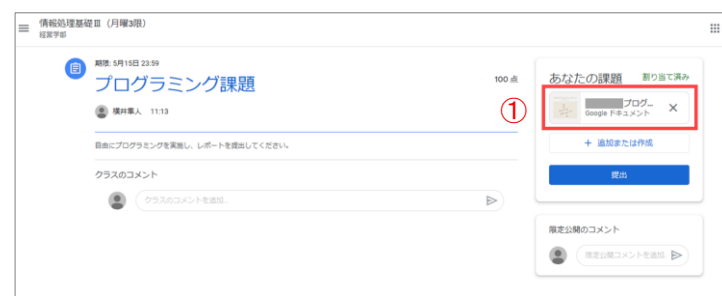 情報処理基礎Ⅲ（月曜3限）
経営学部
期限: 5月15日 23:59
プログラミング課題
100 点
横井隼人 11:13
自由にプログラミングを実施し、レポートを提出してください。
クラスのコメント
クラスのコメントを追加...
あなたの課題 割り当て済み
①
プログ...
Google ドキュメント
+ 追加または作成
提出
限定公開のコメント
限定公開コメントを追加...